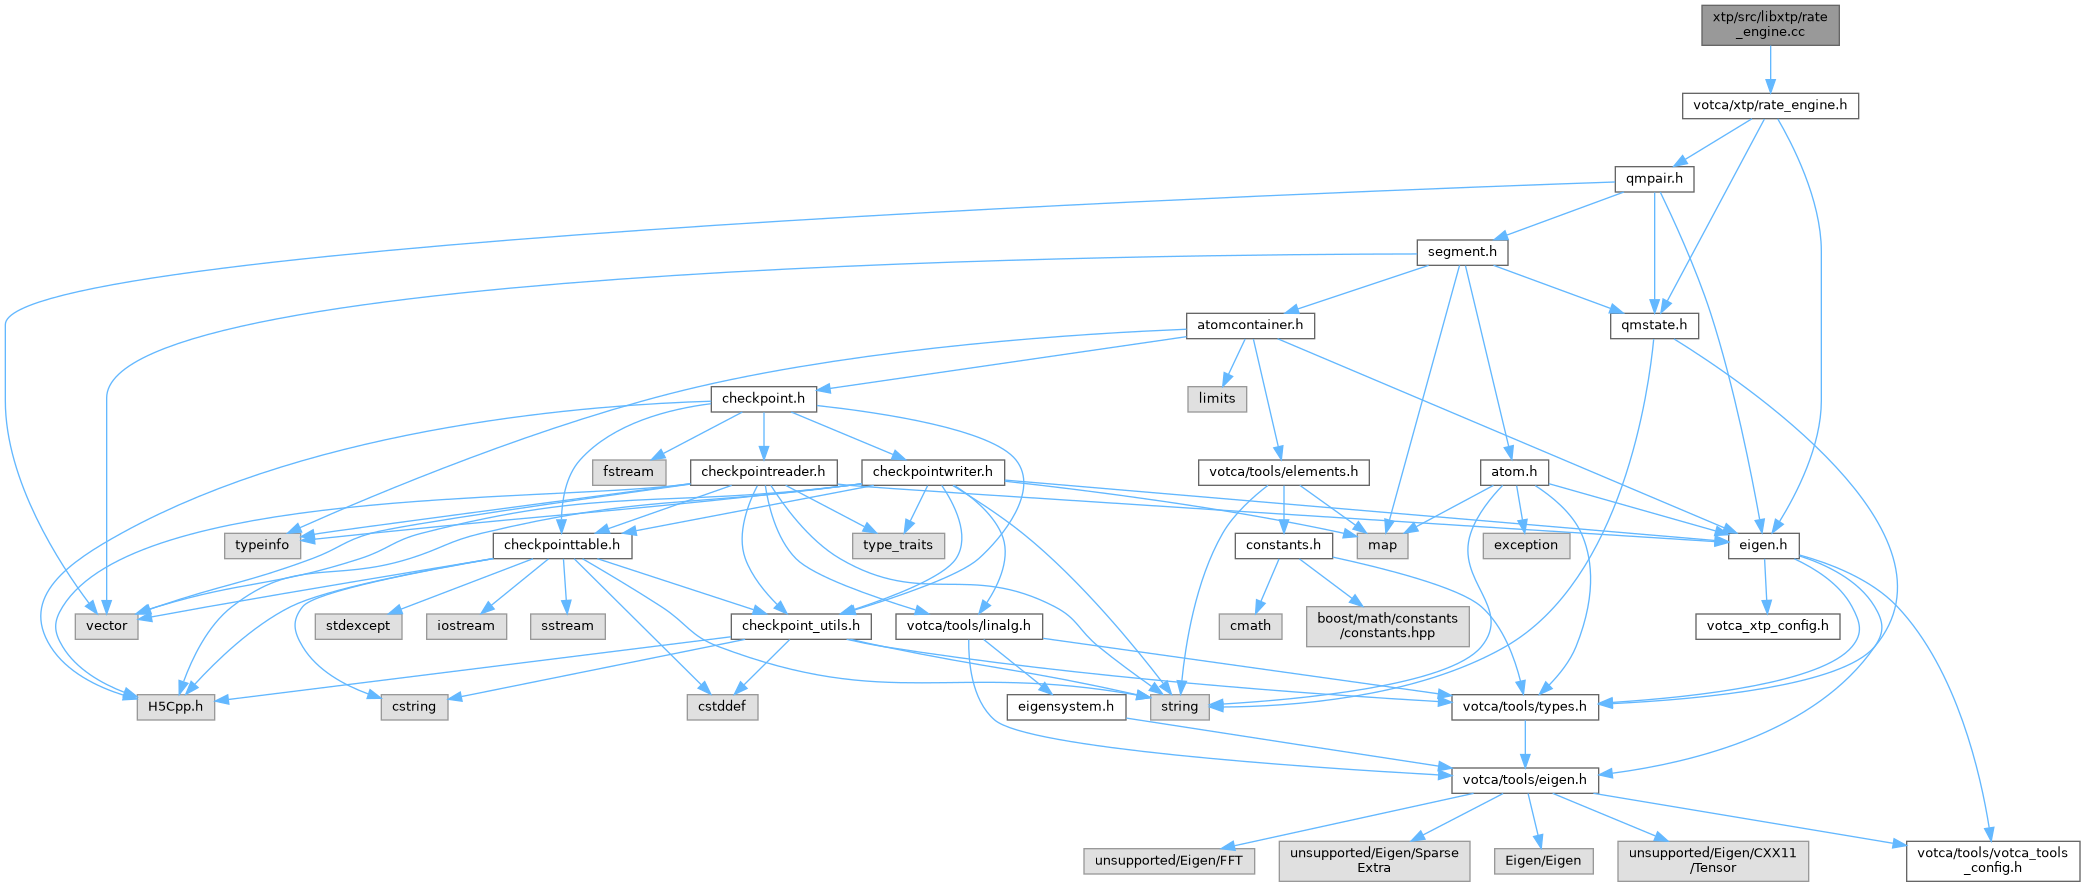 xtp/src/libxtp/rate
_engine.cc
votca/xtp/rate_engine.h
qmpair.h
segment.h
atomcontainer.h
qmstate.h
checkpoint.h
limits
fstream
checkpointreader.h
checkpointwriter.h
votca/tools/elements.h
atom.h
typeinfo
checkpointtable.h
type_traits
constants.h
map
exception
eigen.h
vector
stdexcept
iostream
sstream
checkpoint_utils.h
votca/tools/linalg.h
cmath
boost/math/constants
/constants.hpp
votca_xtp_config.h
H5Cpp.h
cstring
cstddef
eigensystem.h
string
votca/tools/types.h
votca/tools/eigen.h
unsupported/Eigen/FFT
unsupported/Eigen/Sparse
Extra
Eigen/Eigen
unsupported/Eigen/CXX11
/Tensor
votca/tools/votca_tools
_config.h